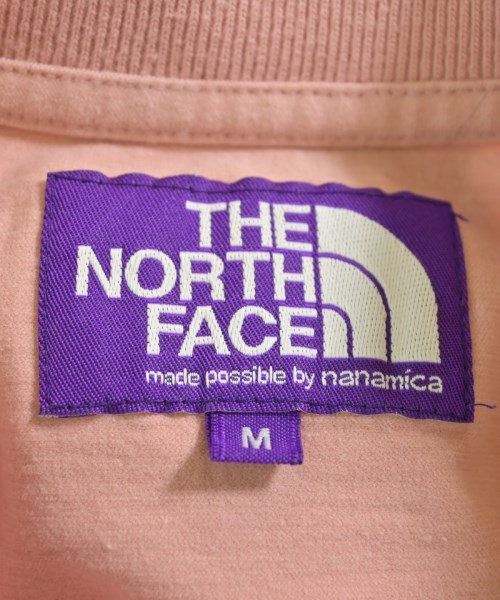 THE
NORTH
FACE
made possible by nanamica
M